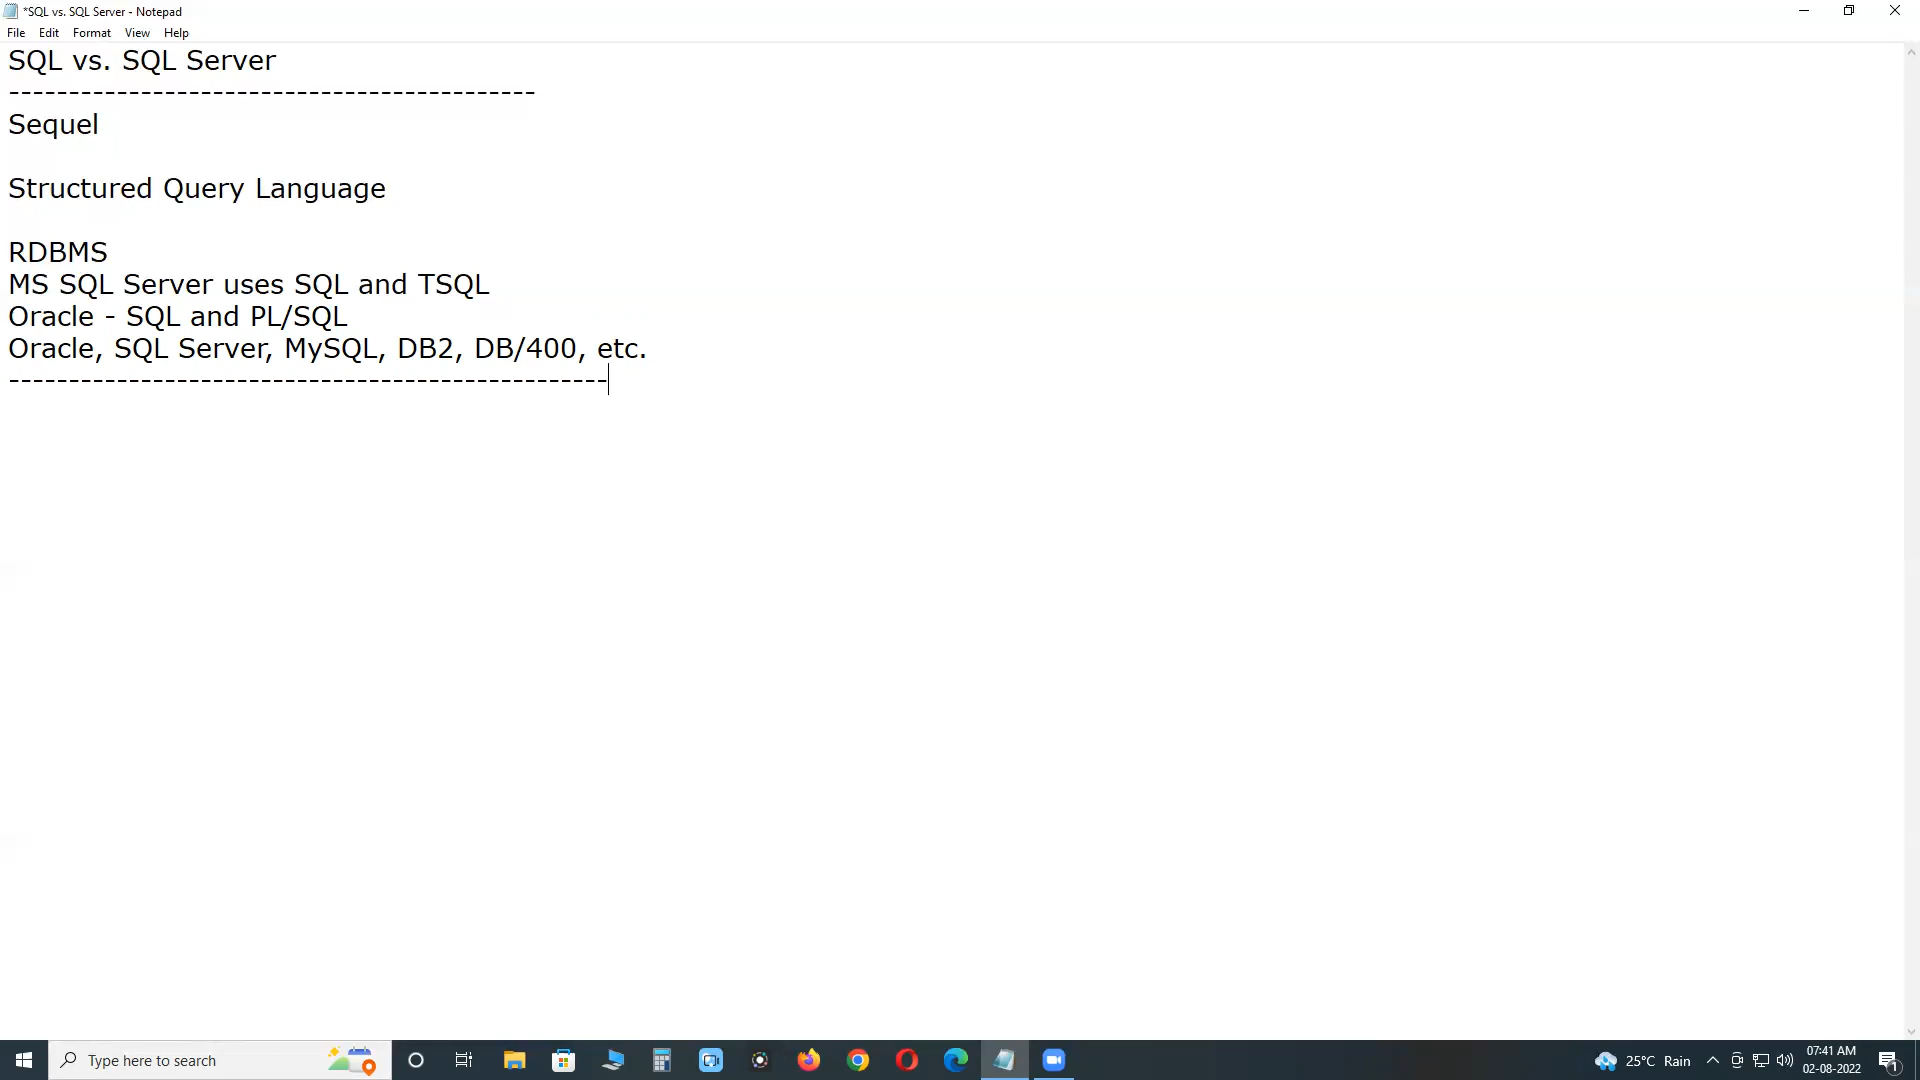 *SQL vs. SQL Server - Notepad
File Edit Format View Help
SQL vs. SQL Server
--------------------------------------------
Sequel
Structured Query Language
RDBMS
MS SQL Server uses SQL and TSQL
Oracle - SQL and PL/SQL
Oracle, SQL Server, MySQL, DB2, DB/400, etc.
--------------------------------------------------
Type here to search
25°C Rain
07:41 AM
02-08-2022
1